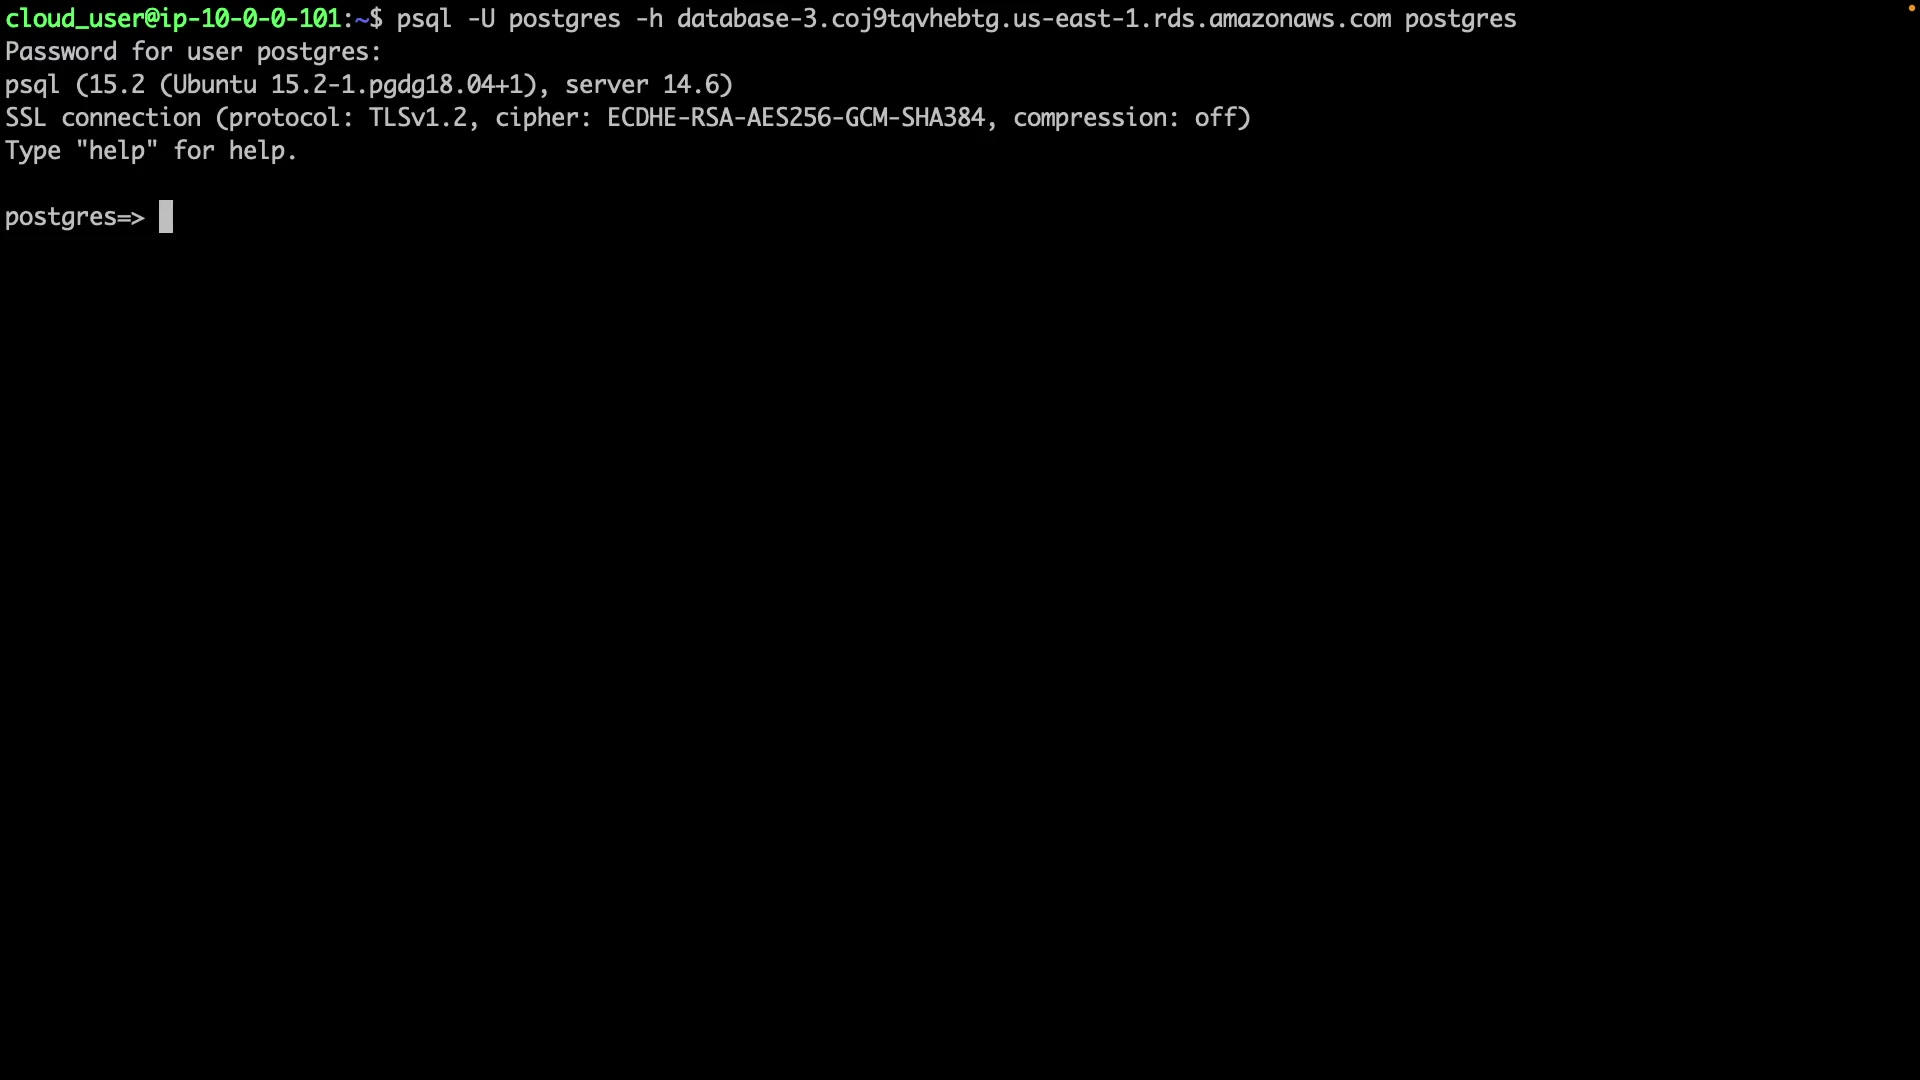 cloud_user@ip-10-0-0-101:~$ psql -U postgres -h database-3.coj9tqvhebtg.us-east-1.rds.amazonaws.com postgres
Password for user postgres:
psql (15.2 (Ubuntu 15.2-1.pgdg18.04+1), server 14.6)
SSL connection (protocol: TLSv1.2, cipher: ECDHE-RSA-AES256-GCM-SHA384, compression: off)
Type "help" for help.
postgres=>